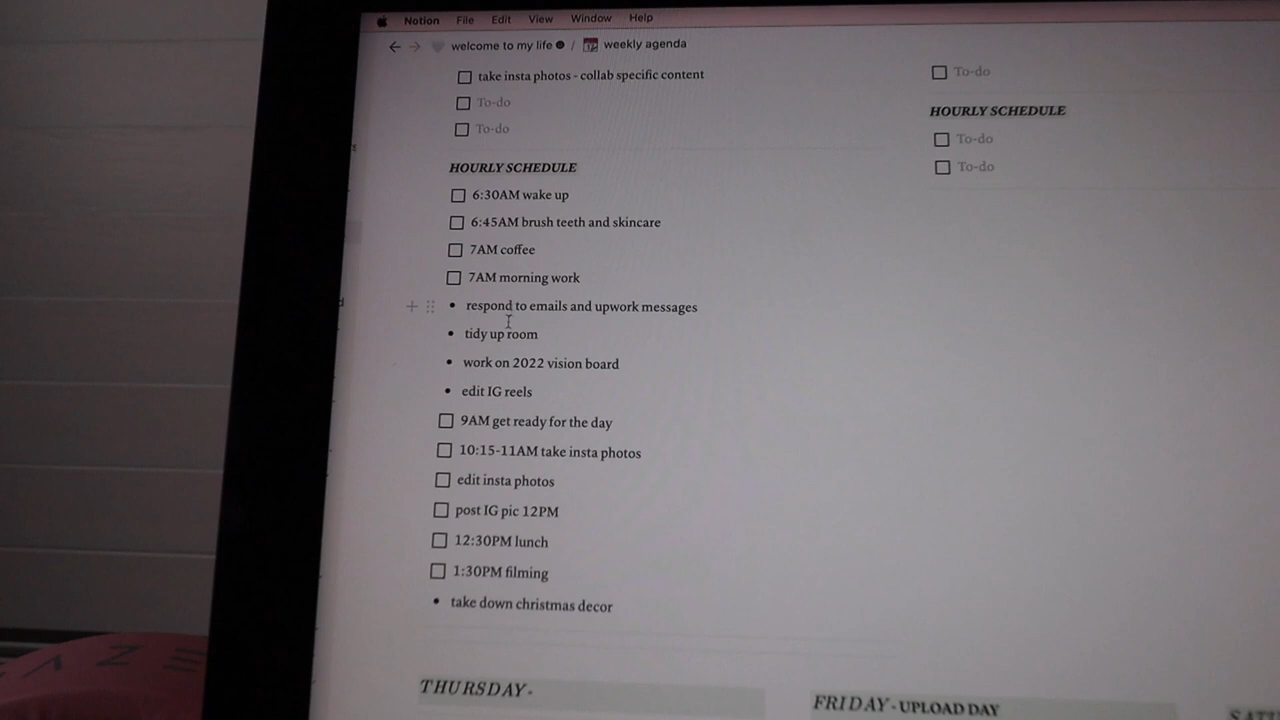 Notion File Edit View Window Help
welcome to my life / weekly agenda
take insta photos - collab specific content
To-do
To-do
HOURLY SCHEDULE
6:30AM wake up
6:45AM brush teeth and skincare
7AM coffee
7AM morning work
• respond to emails and upwork messages
• tidy up room
• work on 2022 vision board
• edit IG reels
9AM get ready for the day
10:15-11AM take insta photos
edit insta photos
post IG pic 12PM
12:30PM lunch
1:30PM filming
• take down christmas decor
To-do
HOURLY SCHEDULE
To-do
To-do
THURSDAY-
FRIDAY - UPLOAD DAY